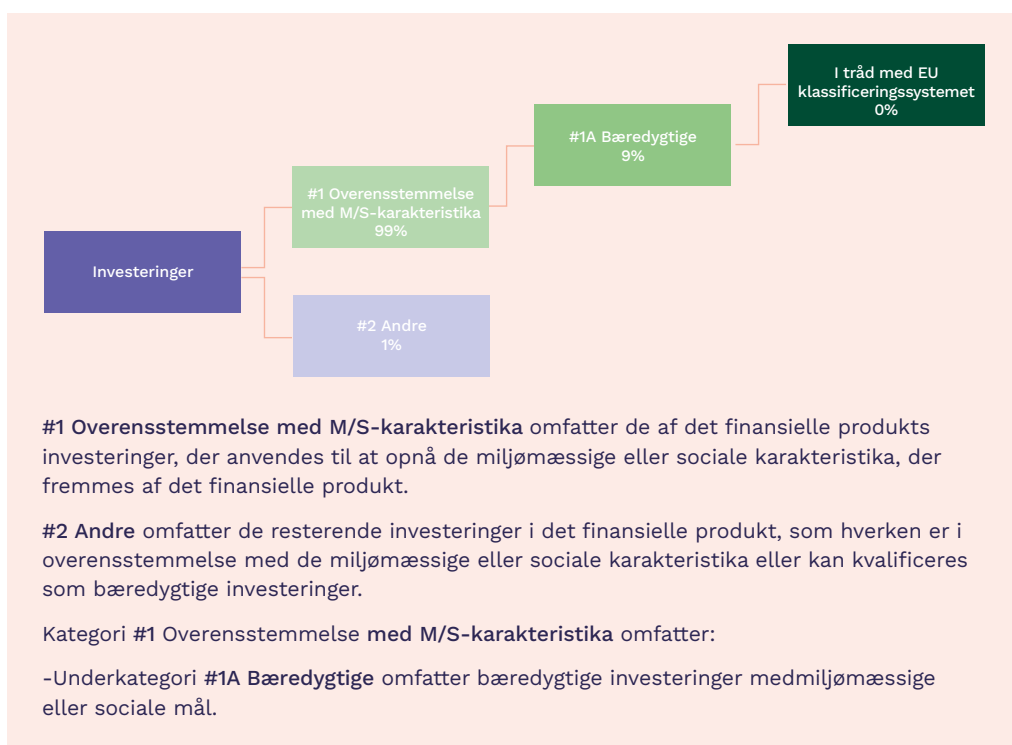 I tråd med EU
klassificeringssystemet
0%
#1A Bæredygtige
9%
#1 Overensstemmelse
med M/S-karakteristika
99%
Investeringer
#2 Andre
1%
#1 Overensstemmelse med M/S-karakteristika omfatter de af det finansielle produkts
investeringer, der anvendes til at opnå de miljømæssige eller sociale karakteristika, der
fremmes af det finansielle produkt.
#2 Andre omfatter de resterende investeringer i det finansielle produkt, som hverken er i
overensstemmelse med de miljømæssige eller sociale karakteristika eller kan kvalificeres
som bæredygtige investeringer.
Kategori #1 Overensstemmelse med M/S-karakteristika omfatter:
-Underkategori #1A Bæredygtige omfatter bæredygtige investeringer medmiljømæssige
eller sociale mål.